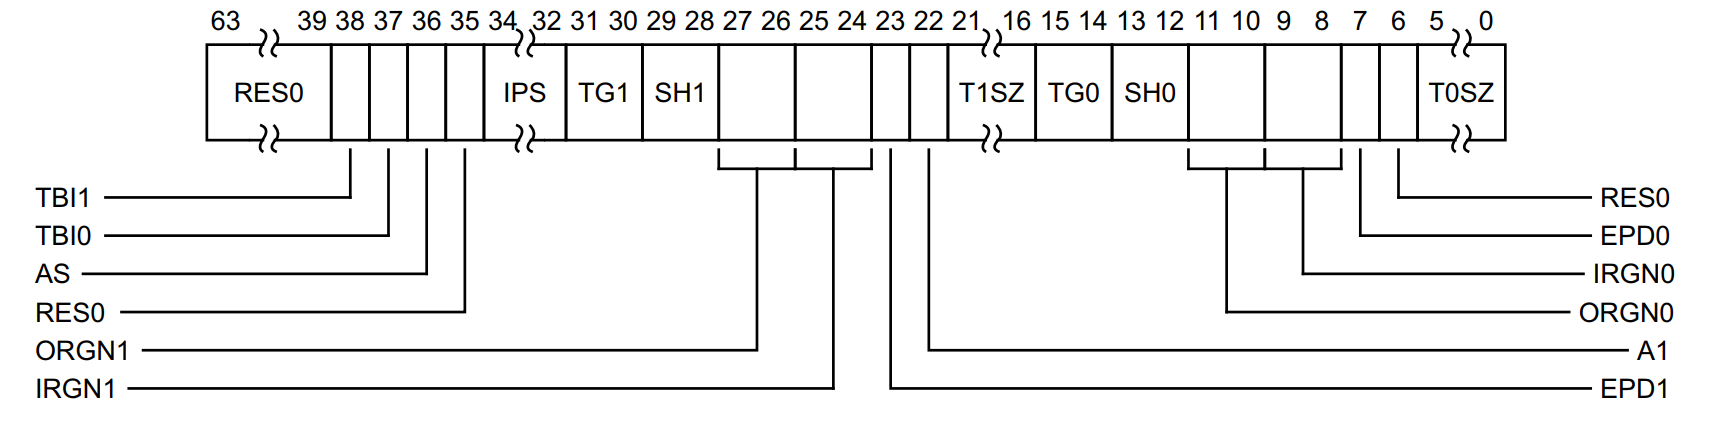 63 39 38 37 36 35 34 32 31 30 29 28 27 26 25 24 23 22 21 16 15 14 13 12 11 10 9 8 7 6 5 0
RES0 IPS TG1 SH1 T1SZ TG0 SH0 T0SZ
TBI1 RES0
TBI0 EPD0
AS IRGN0
RES0 ORGN0
ORGN1 A1
IRGN1 EPD1